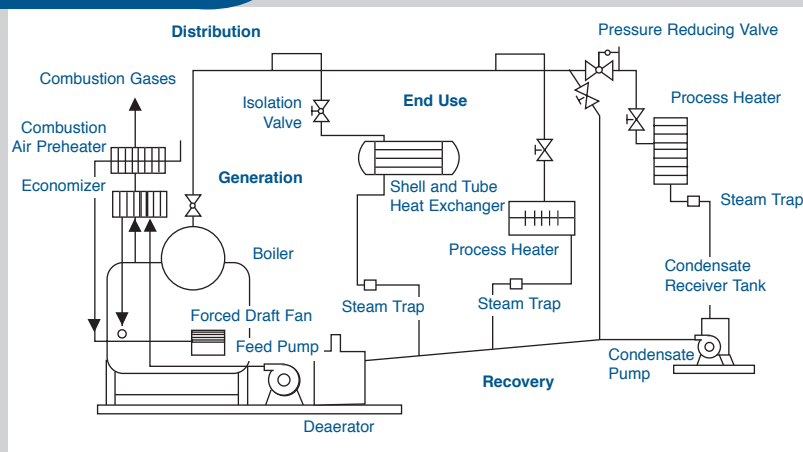 Distribution
Pressure Reducing Valve
Combustion Gases
Isolation
Valve
End Use
Process Heater
Combustion
Air Preheater
Economizer
Generation
Shell and Tube
Heat Exchanger
Steam Trap
Boiler
Process Heater
Condensate
Receiver Tank
Forced Draft Fan
Steam Trap
Steam Trap
Feed Pump
Condensate
Pump
Recovery
Deaerator